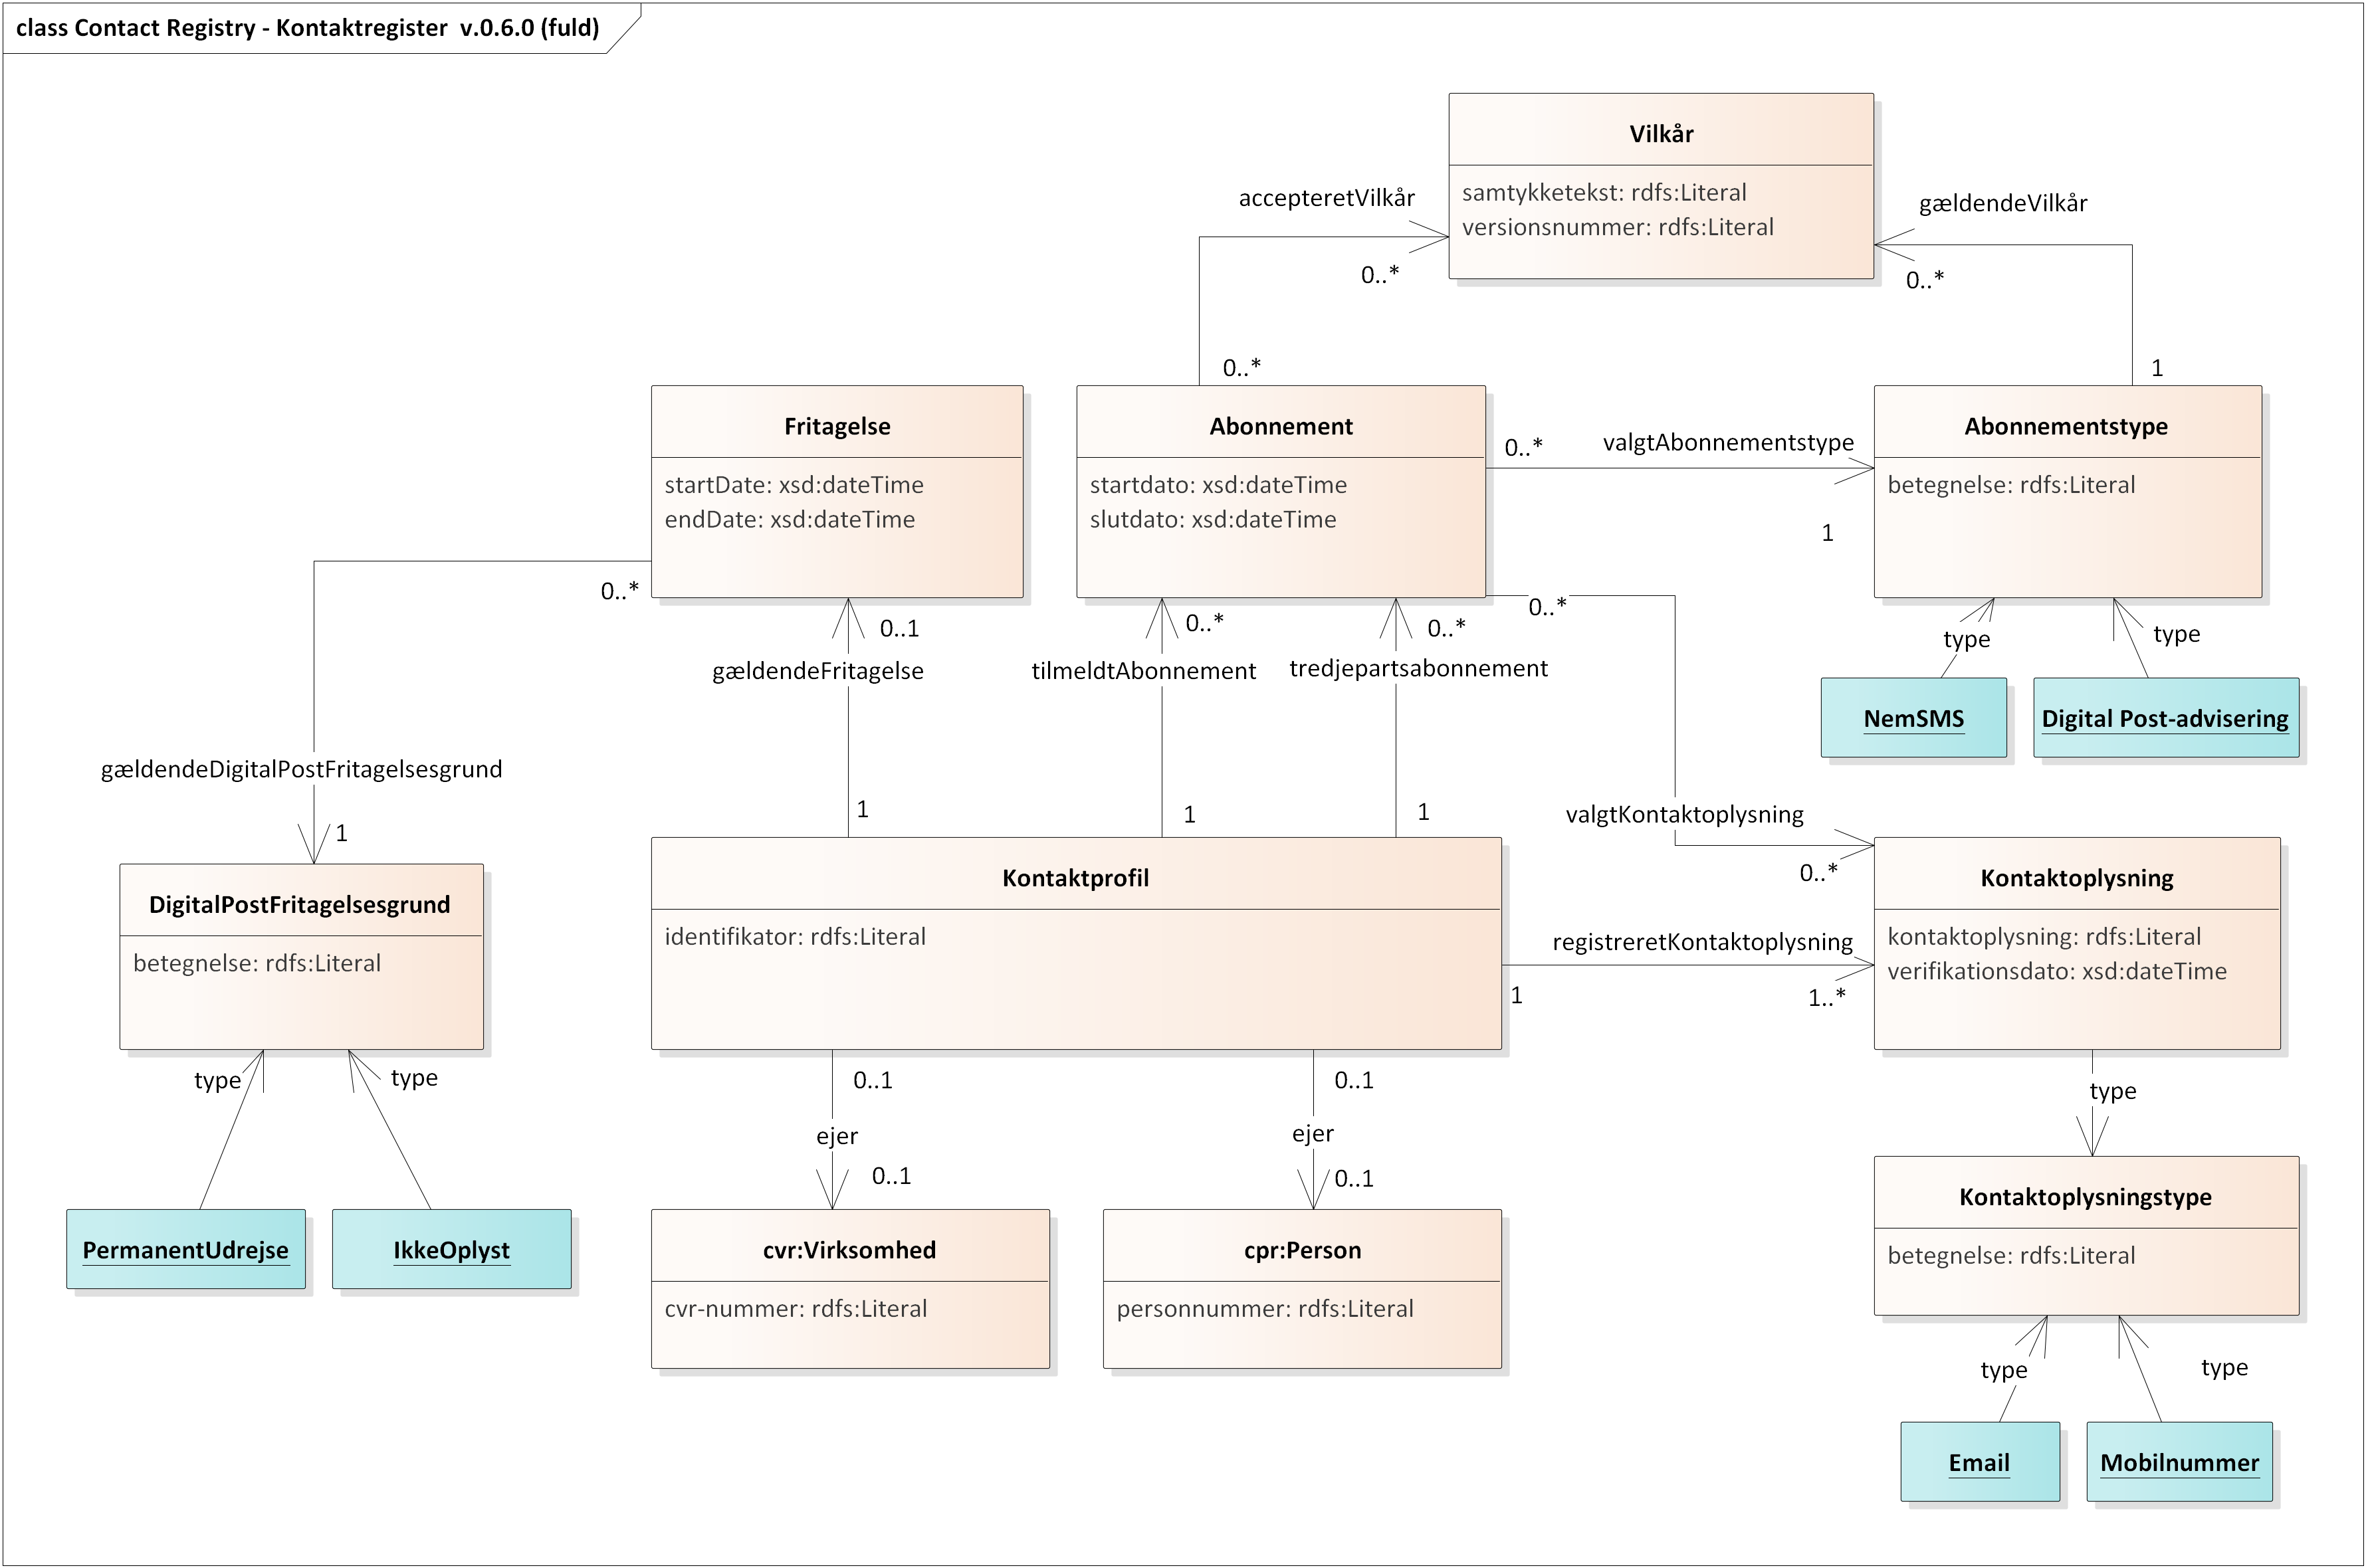 class Contact Registry - Kontaktregister  v.0.6.0 (fuld)
Vilkår
samtykketekst: rdfs:Literal
versionsnummer: rdfs:Literal
accepteretVilkår
0..*
0..*
gældendeVilkår
0..*
1
Fritagelse
startDate: xsd:dateTime
endDate: xsd:dateTime
Abonnement
startdato: xsd:dateTime
slutdato: xsd:dateTime
0..*
valgtAbonnementstype
1
Abonnementstype
betegnelse: rdfs:Literal
0..*
gældendeDigitalPostFritagelsesgrund
1
0..1
gældendeFritagelse
1
0..*
tilmeldtAbonnement
1
0..*
tredjepartsabonnement
1
0..*
valgtKontaktoplysning
0..*
type
type
NemSMS
Digital Post-advisering
DigitalPostFritagelsesgrund
betegnelse: rdfs:Literal
Kontaktprofil
identifikator: rdfs:Literal
registreretKontaktoplysning
1
1..*
Kontaktoplysning
kontaktoplysning: rdfs:Literal
verifikationsdato: xsd:dateTime
type
type
PermanentUdrejse
IkkeOplyst
0..1
ejer
0..1
0..1
ejer
0..1
type
cvr:Virksomhed
cvr-nummer: rdfs:Literal
cpr:Person
personnummer: rdfs:Literal
Kontaktoplysningstype
betegnelse: rdfs:Literal
type
type
Email
Mobilnummer